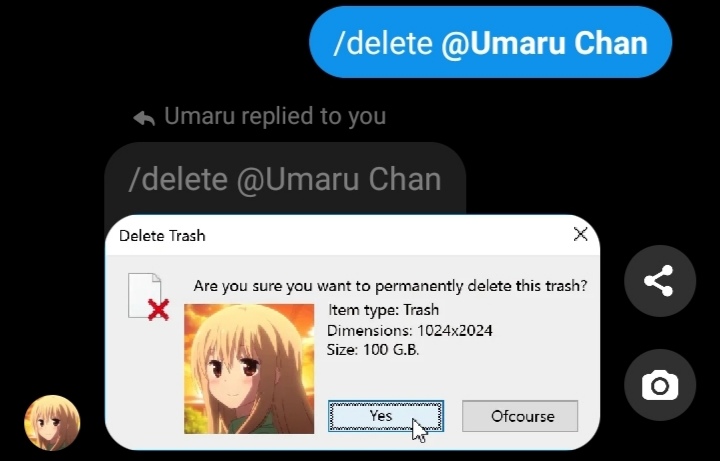 /delete @Umaru Chan
Umaru replied to you
/delete @Umaru Chan
Delete Trash
Are you sure you want to permanently delete this trash?
Item type: Trash
Dimensions: 1024x2024
Size: 100 G.B.
Yes
Ofcourse